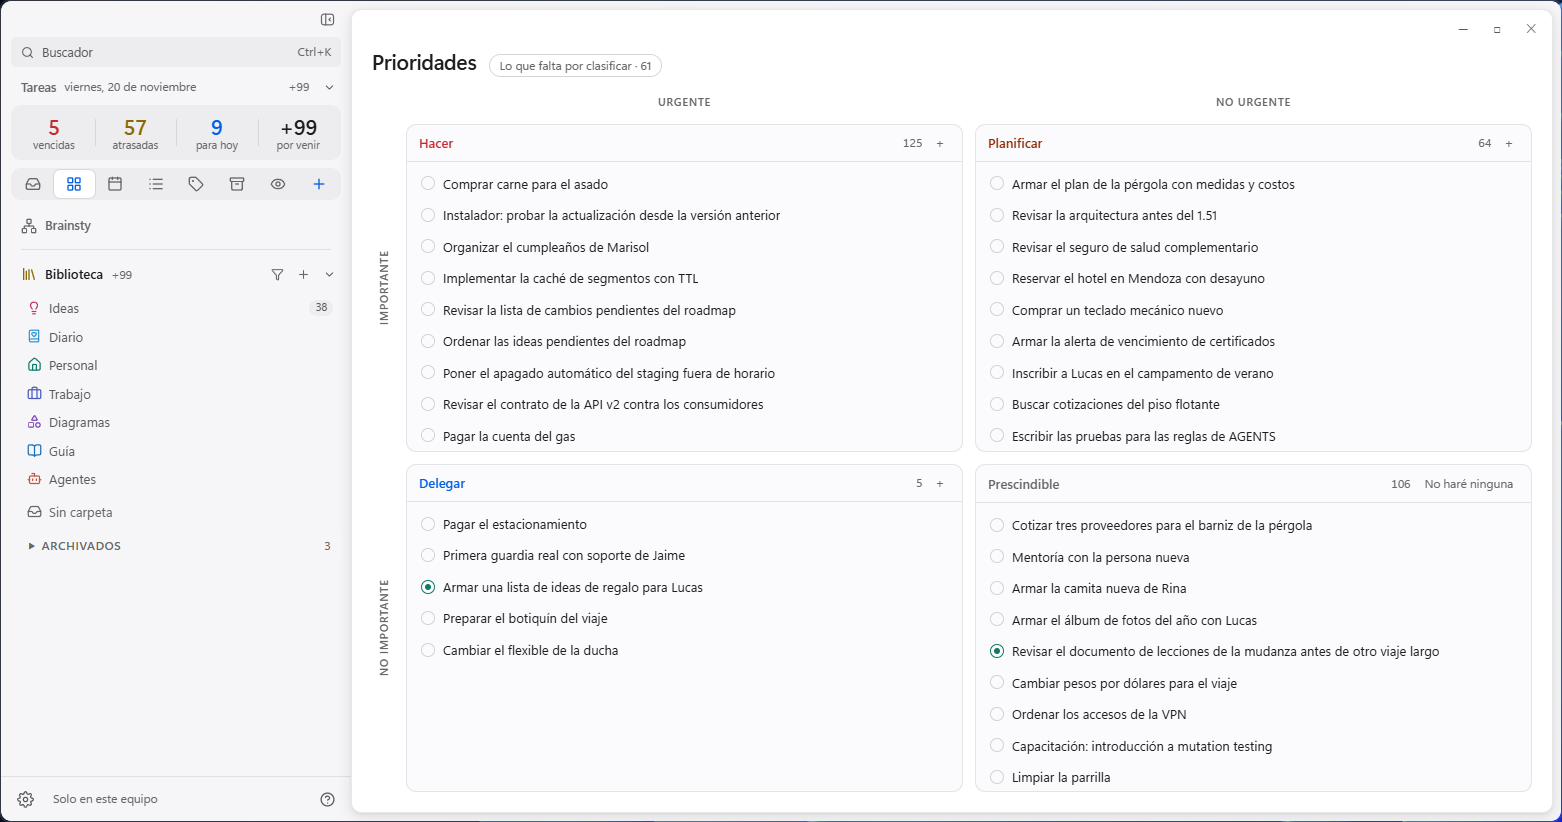 Buscador
Ctrl+K
Tareas viernes, 20 de noviembre +99
5 57 9 +99
vencidas atrasadas para hoy por venir
Brainsty
Biblioteca +99
Ideas 38
Diario
Personal
Trabajo
Diagramas
Guía
Agentes
Sin carpeta
ARCHIVADOS 3
Solo en este equipo
Prioridades
Lo que falta por clasificar · 61
URGENTE
NO URGENTE
IMPORTANTE
Hacer 125 +
Comprar carne para el asado
Instalador: probar la actualización desde la versión anterior
Organizar el cumpleaños de Marisol
Implementar la caché de segmentos con TTL
Revisar la lista de cambios pendientes del roadmap
Ordenar las ideas pendientes del roadmap
Poner el apagado automático del staging fuera de horario
Revisar el contrato de la API v2 contra los consumidores
Pagar la cuenta del gas
Planificar 64 +
Armar el plan de la pérgola con medidas y costos
Revisar la arquitectura antes del 1.51
Revisar el seguro de salud complementario
Reservar el hotel en Mendoza con desayuno
Comprar un teclado mecánico nuevo
Armar la alerta de vencimiento de certificados
Inscribir a Lucas en el campamento de verano
Buscar cotizaciones del piso flotante
Escribir las pruebas para las reglas de AGENTS
NO IMPORTANTE
Delegar 5 +
Pagar el estacionamiento
Primera guardia real con soporte de Jaime
Armar una lista de ideas de regalo para Lucas
Preparar el botiquín del viaje
Cambiar el flexible de la ducha
Prescindible 106 No haré ninguna
Cotizar tres proveedores para el barniz de la pérgola
Mentoría con la persona nueva
Armar la camita nueva de Rina
Armar el álbum de fotos del año con Lucas
Revisar el documento de lecciones de la mudanza antes de otro viaje largo
Cambiar pesos por dólares para el viaje
Ordenar los accesos de la VPN
Capacitación: introducción a mutation testing
Limpiar la parrilla